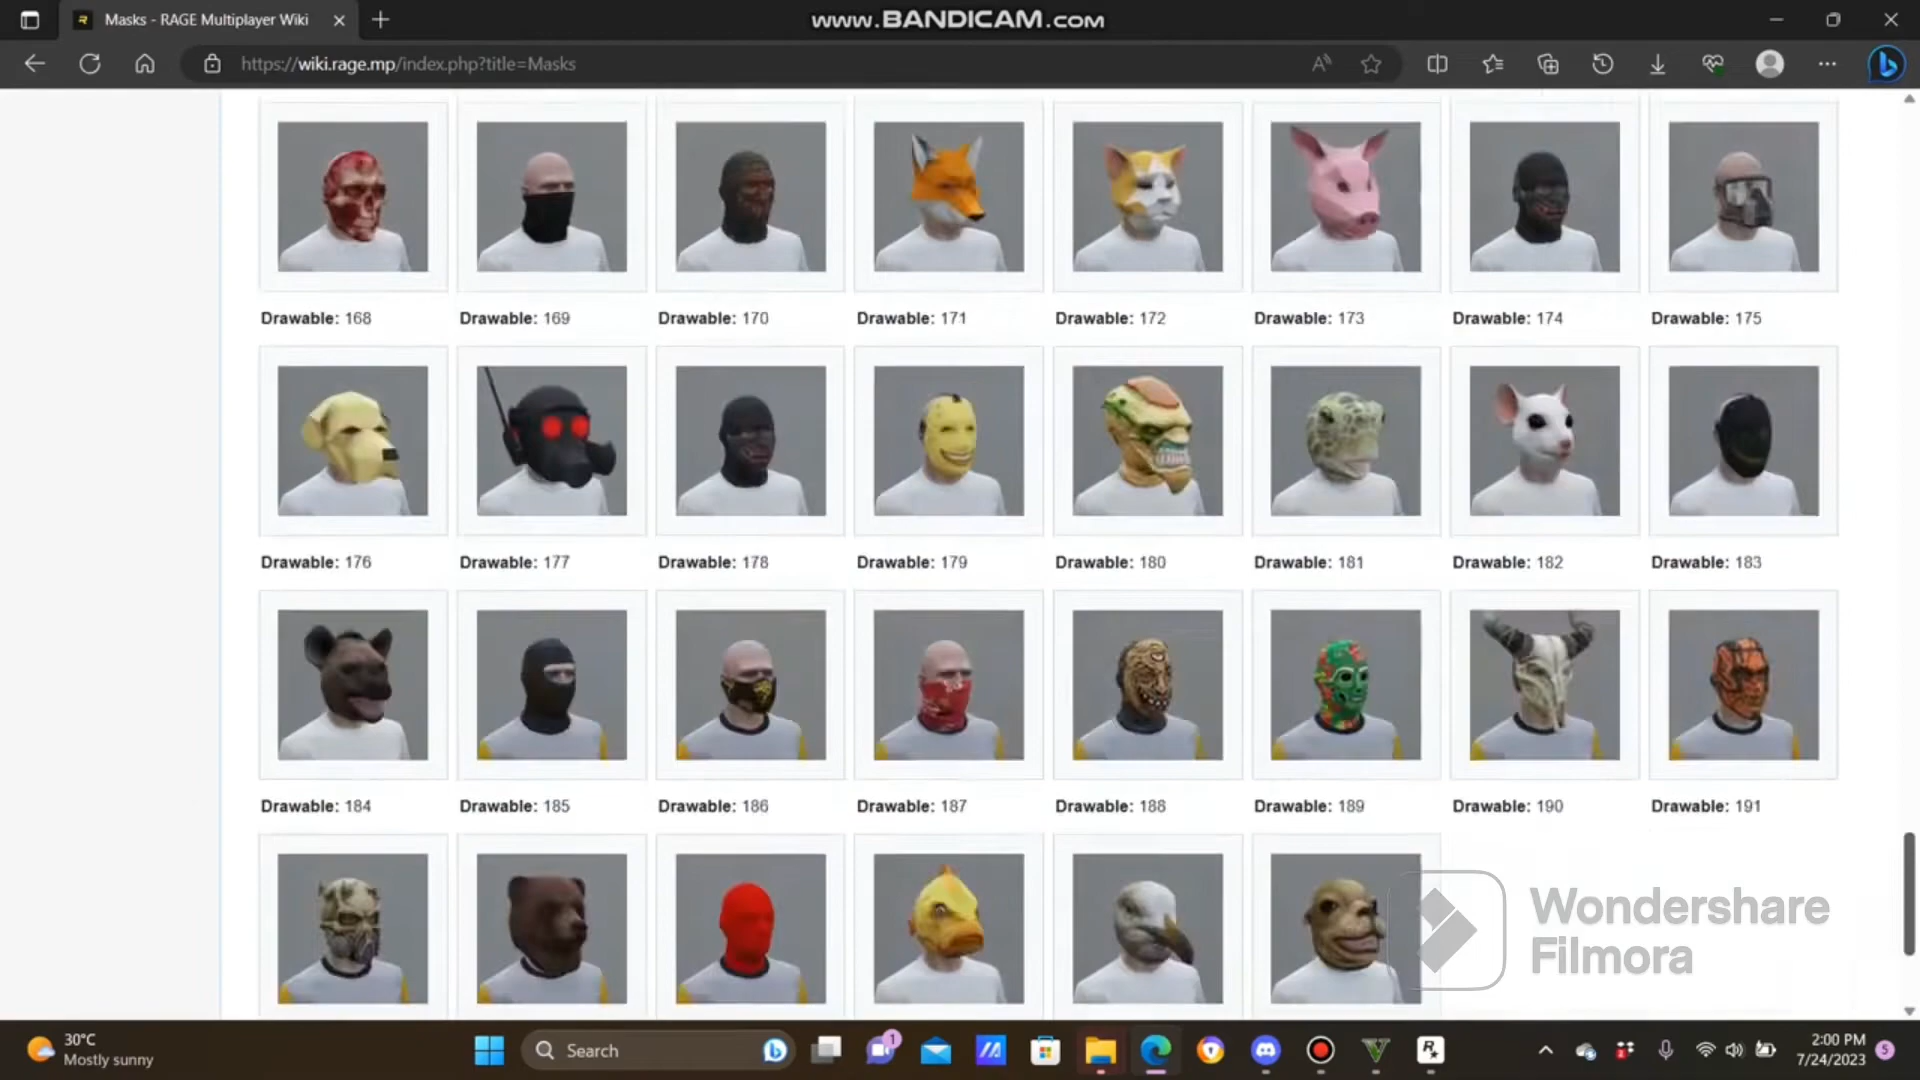 Masks - RAGE Multiplayer Wiki
www.BANDICAM.com
https://wiki.rage.mp/index.php?title=Masks
Drawable: 168
Drawable: 169
Drawable: 170
Drawable: 171
Drawable: 172
Drawable: 173
Drawable: 174
Drawable: 175
Drawable: 176
Drawable: 177
Drawable: 178
Drawable: 179
Drawable: 180
Drawable: 181
Drawable: 182
Drawable: 183
Drawable: 184
Drawable: 185
Drawable: 186
Drawable: 187
Drawable: 188
Drawable: 189
Drawable: 190
Drawable: 191
Wondershare
Filmora
30°C
Mostly sunny
Search
1
2:00 PM
7/24/2023
5